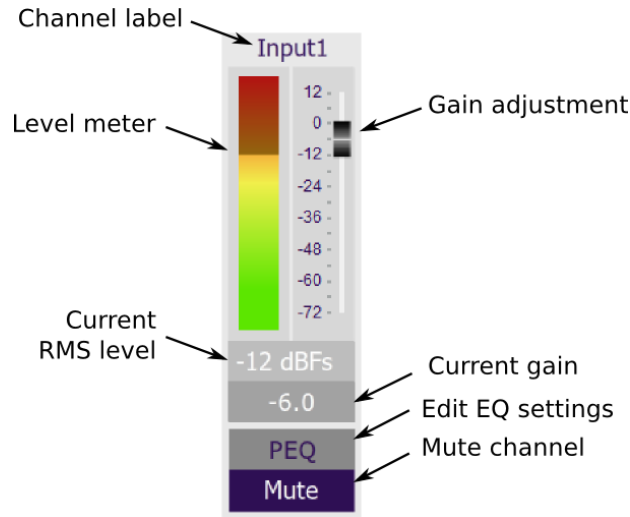 Channel label
Input1
Level meter
12
0
-12
-24
-36
-48
-60
-72
Gain adjustment
Current
RMS level
-12 dBFs
-6.0
PEQ
Mute
Current gain
Edit EQ settings
Mute channel